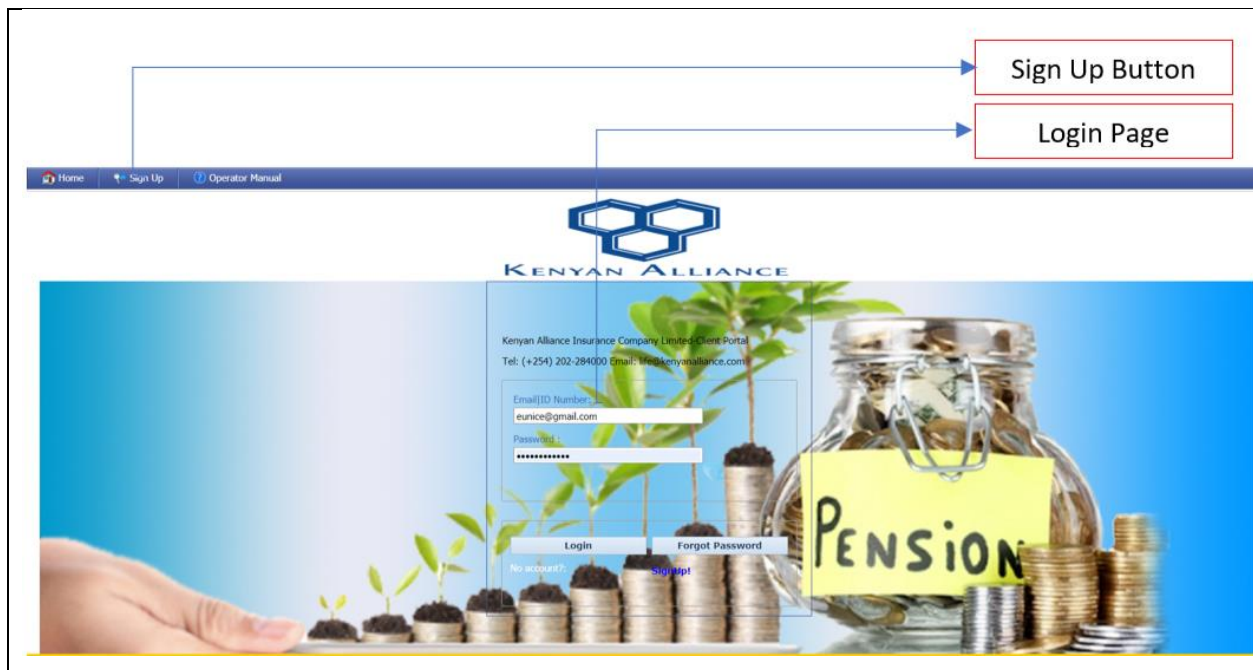 Sign Up Button
Login Page
Home Sign Up Operator Manual
KENYAN ALLIANCE
Kenyan Alliance Insurance Company Limited-Client Portal
Tel: (+254) 202-284000 Email: life@kenyanalliance.com
Email|ID Number:
eunice@gmail.com
Password :
••••••••••••
Login Forgot Password
No account?: SignUp!
PENSION